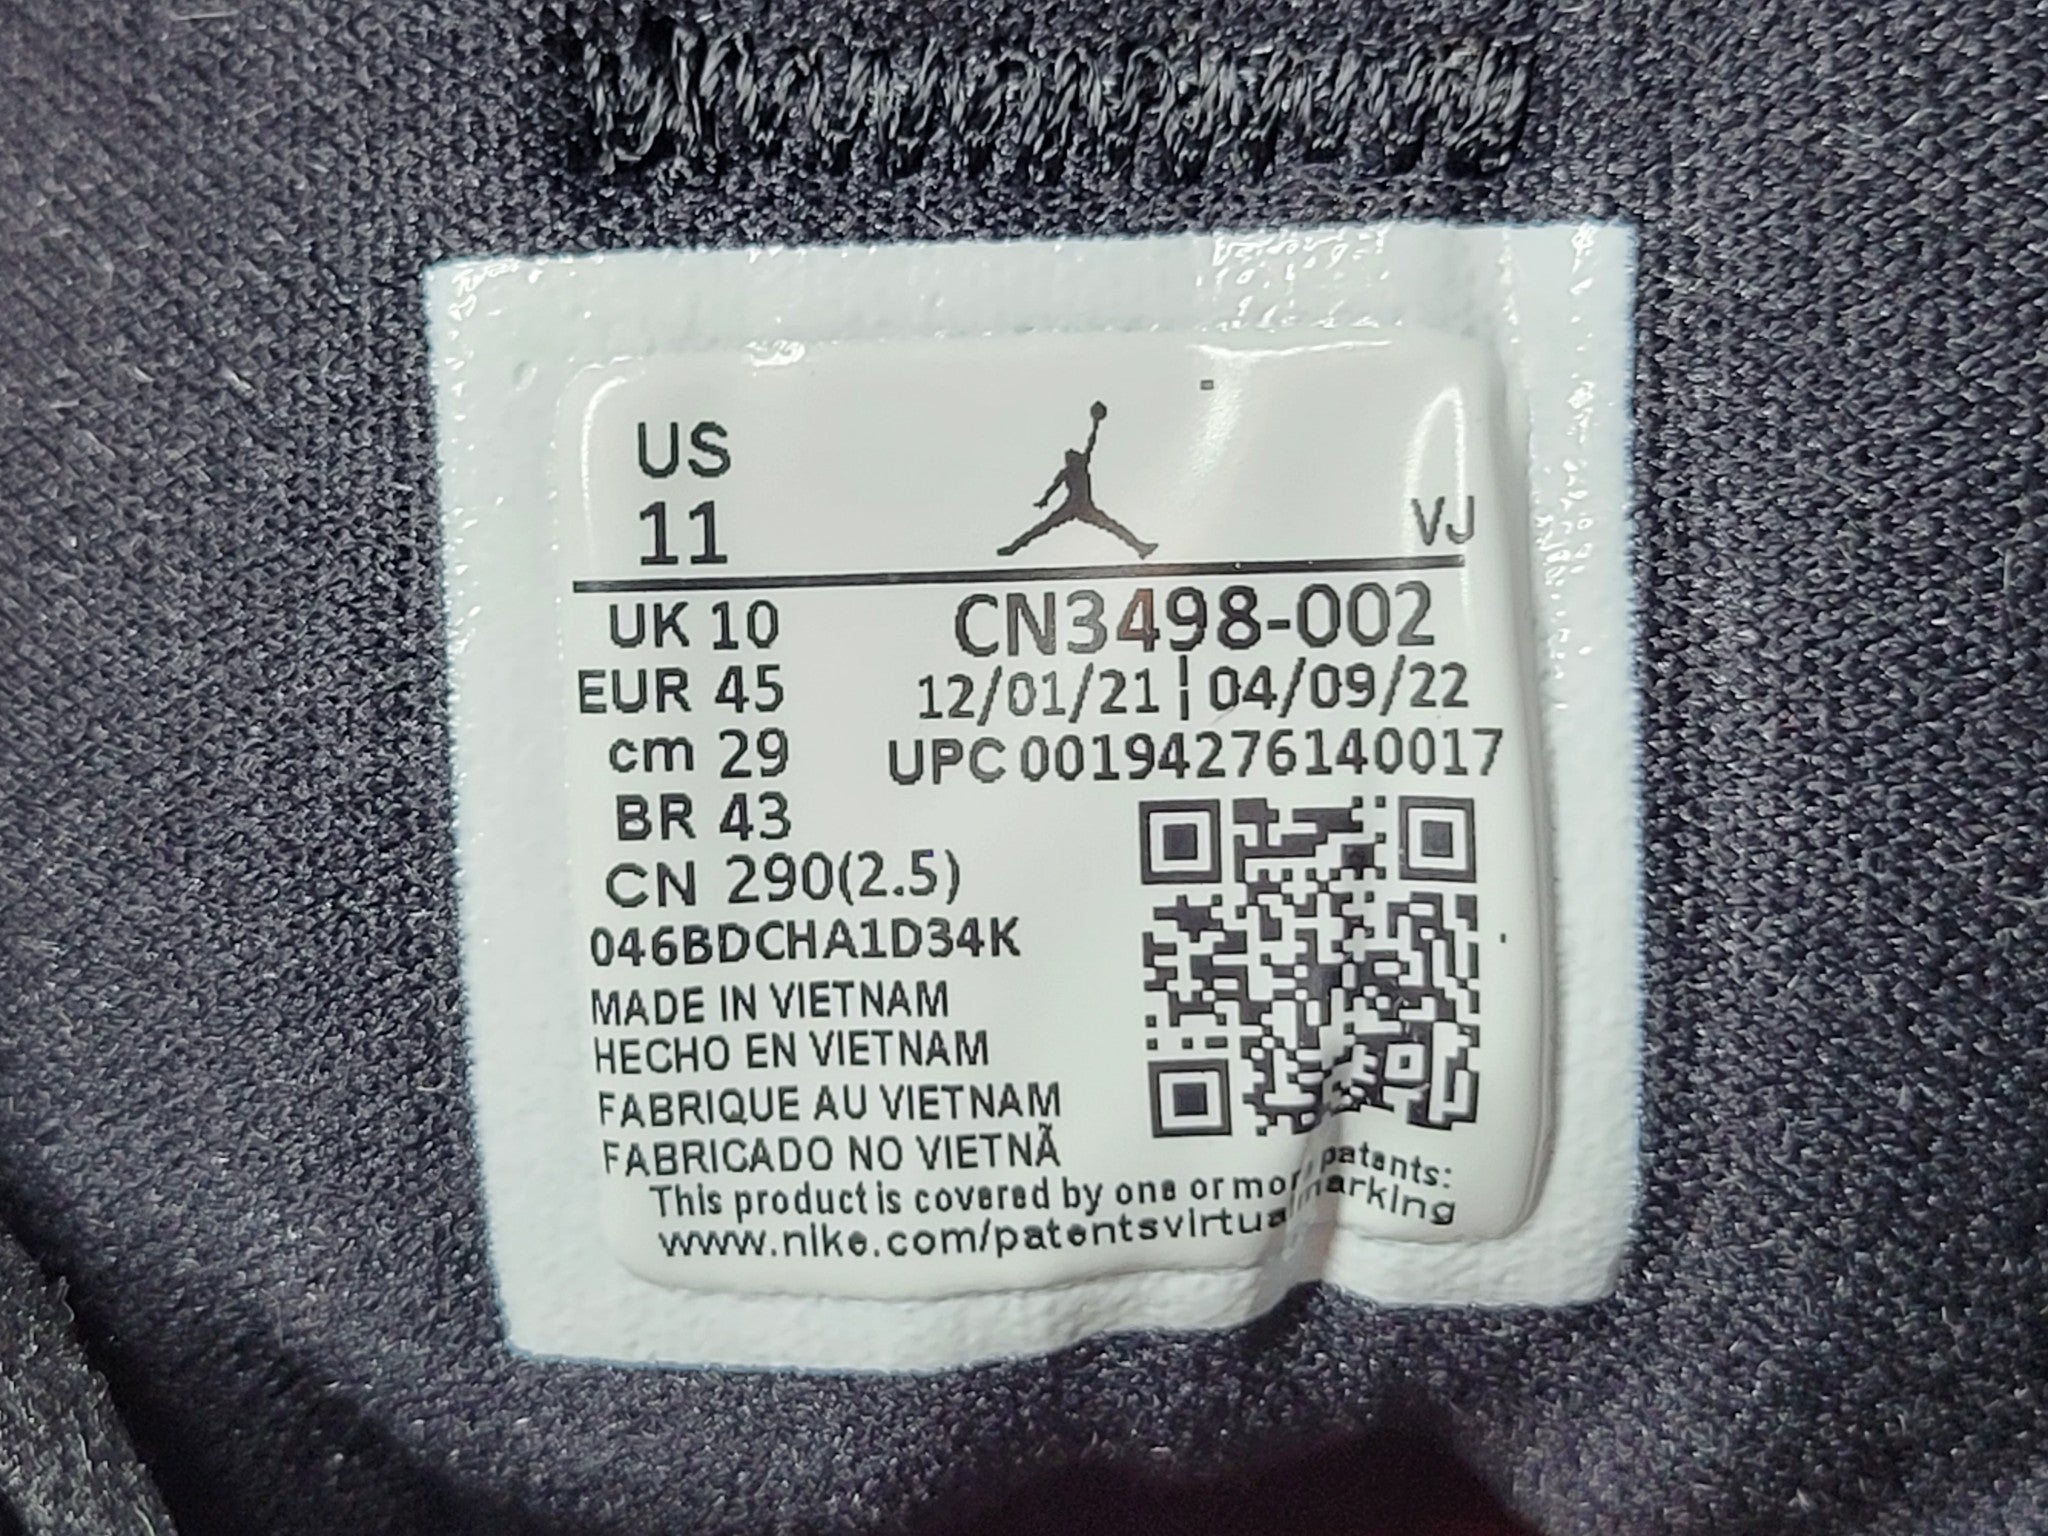 US
11
VJ
UK 10
CN3498-002
EUR 45
12/01/21 | 04/09/22
cm 29
UPC 00194276140017
BR 43
CN 290(2.5)
046BDCHA1D34K
MADE IN VIETNAM
HECHO EN VIETNAM
FABRIQUE AU VIETNAM
FABRICADO NO VIETNÃ
This product is covered by one or more patents:
www.nike.com/patentsvirtualmarking